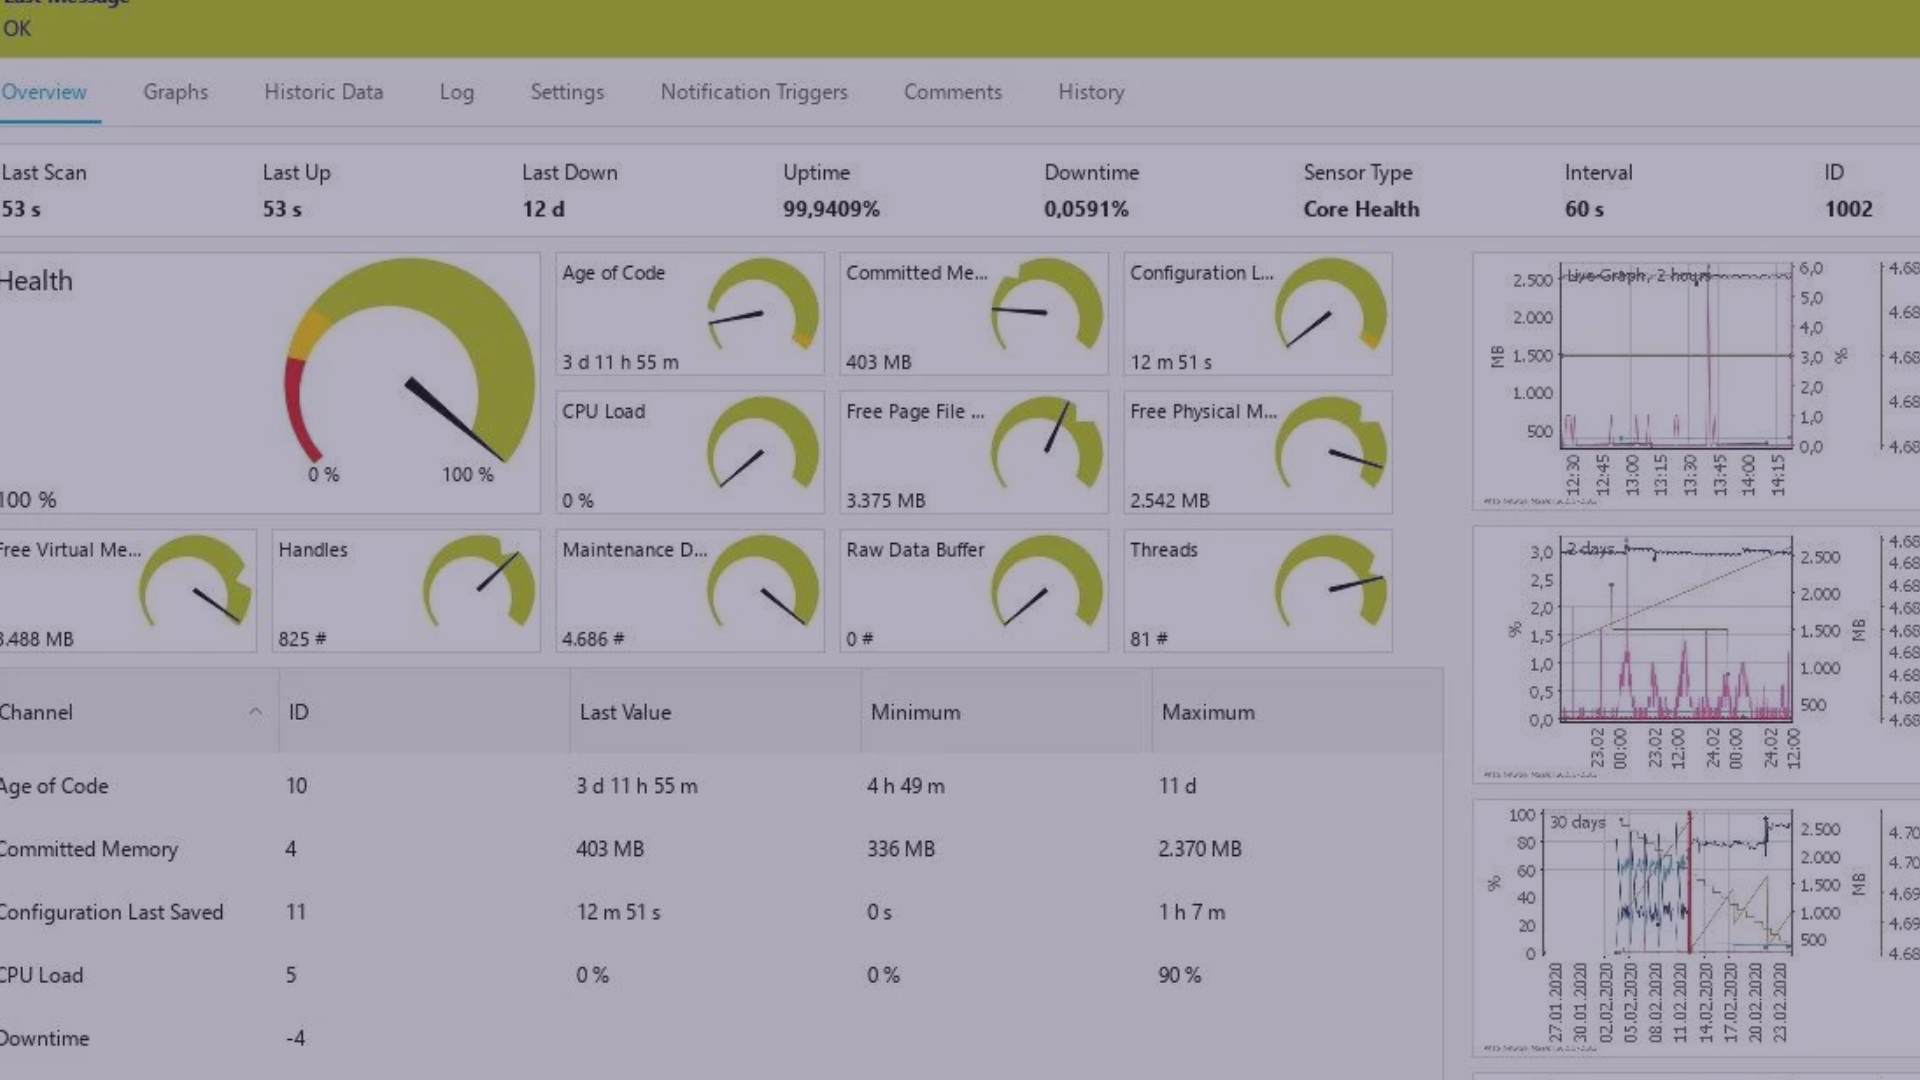 OK
Overview Graphs Historic Data Log Settings Notification Triggers Comments History
Last Scan Last Up Last Down Uptime Downtime Sensor Type Interval ID
53 s 53 s 12 d 99,9409% 0,0591% Core Health 60 s 1002
Health
0 % 100 %
100 %
Age of Code
3 d 11 h 55 m
Committed Me...
403 MB
Configuration L...
12 m 51 s
CPU Load
0 %
Free Page File ...
3.375 MB
Free Physical M...
2.542 MB
Free Virtual Me...
3.488 MB
Handles
825 #
Maintenance D...
4.686 #
Raw Data Buffer
0 #
Threads
81 #
Channel ID Last Value Minimum Maximum
Age of Code 10 3 d 11 h 55 m 4 h 49 m 11 d
Committed Memory 4 403 MB 336 MB 2.370 MB
Configuration Last Saved 11 12 m 51 s 0 s 1 h 7 m
CPU Load 5 0 % 0 % 90 %
Downtime -4
Live Graph, 2 hours
MB
2.500
2.000
1.500
1.000
500
6,0
5,0
4,0
3,0
2,0
1,0
0,0
%
12:30 12:45 13:00 13:15 13:30 13:45 14:00 14:15
2 days
%
3,0
2,5
2,0
1,5
1,0
0,5
0,0
2.500
2.000
1.500
1.000
500
MB
23.02 00:00 23.02 12:00 24.02 00:00 24.02 12:00
30 days
%
100
80
60
40
20
0
2.500
2.000
1.500
1.000
500
MB
27.01.2020 30.01.2020 02.02.2020 05.02.2020 08.02.2020 11.02.2020 14.02.2020 17.02.2020 20.02.2020 23.02.2020